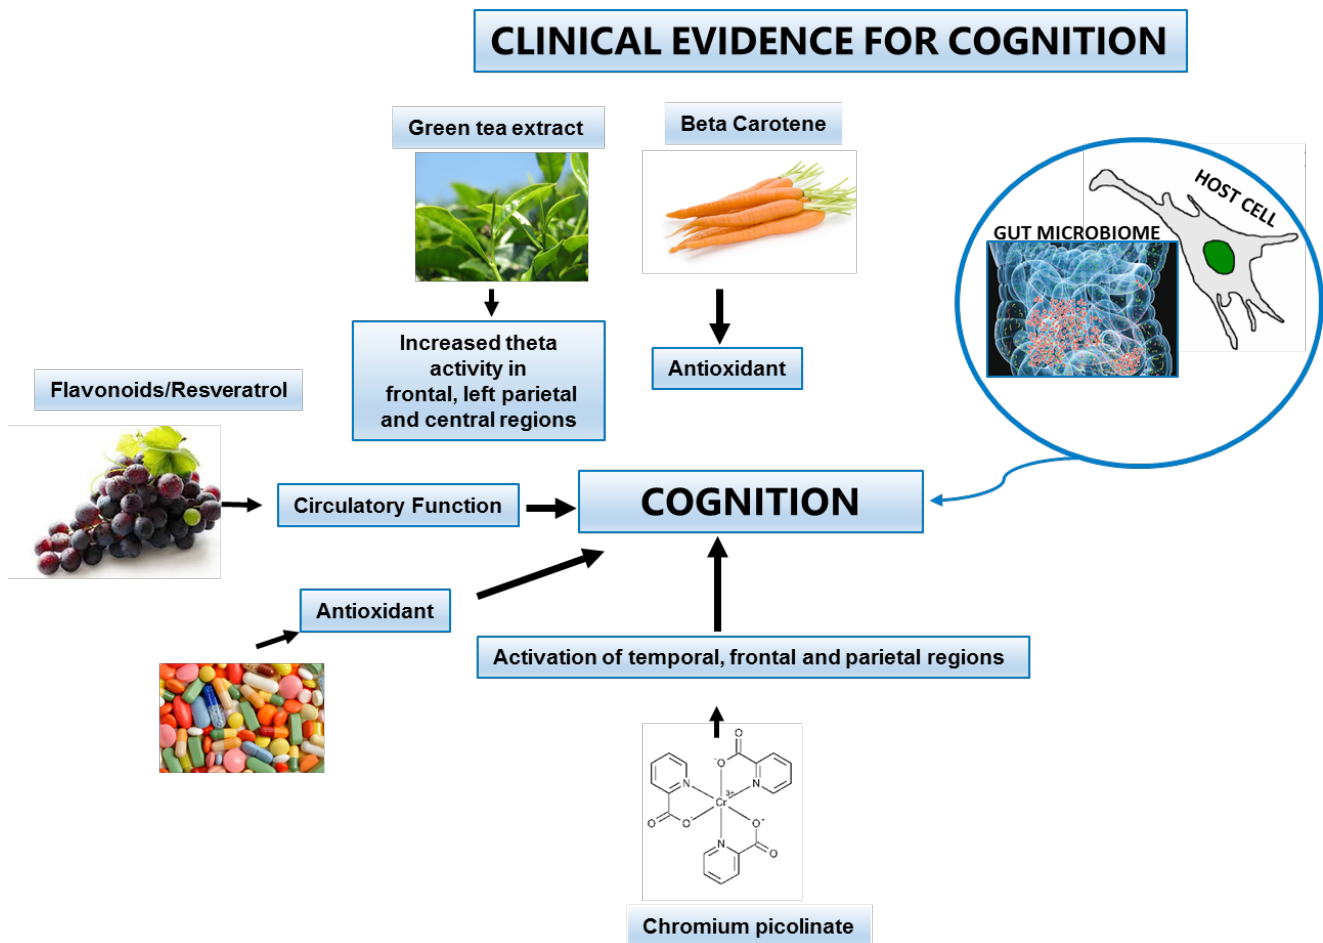 CLINICAL EVIDENCE FOR COGNITION
Green tea extract
Beta Carotene
HOST CELL
GUT MICROBIOME
Increased theta
activity in
frontal, left parietal
and central regions
Antioxidant
Flavonoids/Resveratrol
Circulatory Function
COGNITION
Antioxidant
Activation of temporal, frontal and parietal regions
O
O-
N
N
Cr3+
O
O-
O-
N
O
Chromium picolinate